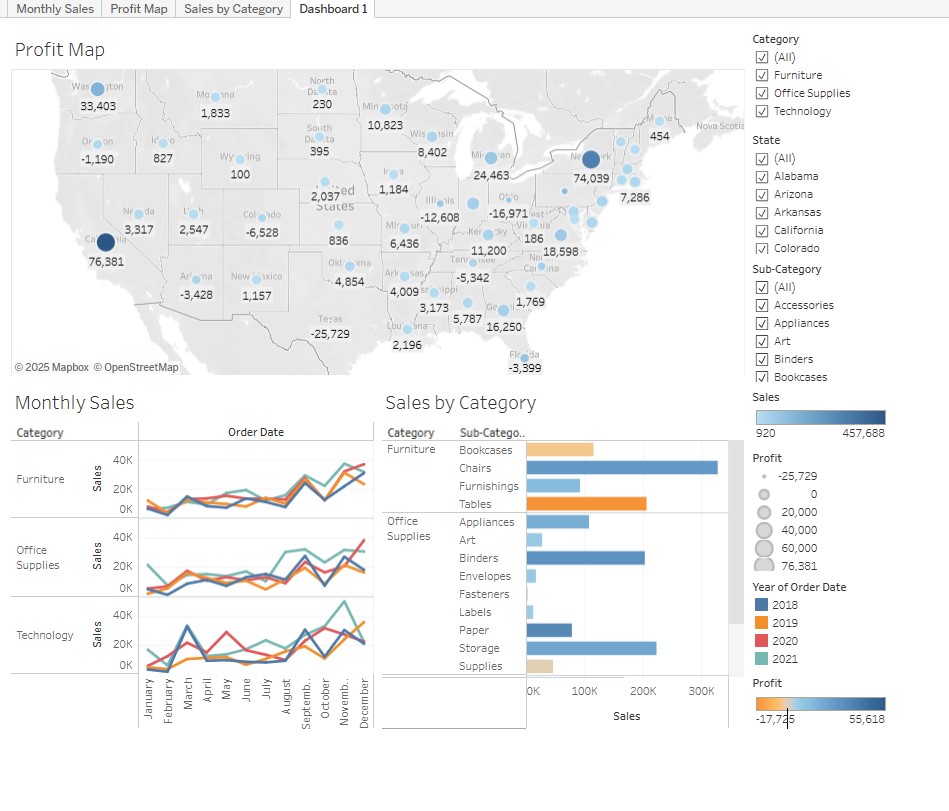 Monthly Sales Profit Map Sales by Category Dashboard 1
Profit Map
Washington
33,403
Montana
1,833
North
Dakota
230
Minnesota
10,823
454
Nova Scotia
Oregon
-1,190
Idaho
827
Wyoming
100
South
Dakota
395
Wisconsin
8,402
Michigan
24,463
New York
74,039
7,286
Nevada
3,317
Utah
2,547
Colorado
-6,528
2,037
United
States
Iowa
1,184
Illinois
-12,608
Ohio
-16,971
836
Missouri
6,436
Kentucky
11,200
186
Virginia
18,598
California
76,381
Arizona
-3,428
New Mexico
1,157
Oklahoma
4,854
Arkansas
4,009
Tennessee
-5,342
North
Carolina
1,769
Mississippi
3,173
5,787
Georgia
16,250
Texas
-25,729
Louisiana
2,196
Florida
-3,399
© 2025 Mapbox © OpenStreetMap
Category
(All)
Furniture
Office Supplies
Technology
State
(All)
Alabama
Arizona
Arkansas
California
Colorado
Sub-Category
(All)
Accessories
Appliances
Art
Binders
Bookcases
Monthly Sales
Category Order Date
Furniture
Sales
40K
20K
0K
Office
Supplies
Sales
40K
20K
0K
Technology
Sales
40K
20K
0K
January
February
March
April
May
June
July
August
Septemb..
October
Novemb..
December
Sales by Category
Category Sub-Catego..
Furniture Bookcases
Chairs
Furnishings
Tables
Office
Supplies
Appliances
Art
Binders
Envelopes
Fasteners
Labels
Paper
Storage
Supplies
0K 100K 200K 300K
Sales
Sales
920 457,688
Profit
-25,729
0
20,000
40,000
60,000
76,381
Year of Order Date
2018
2019
2020
2021
Profit
-17,725 55,618